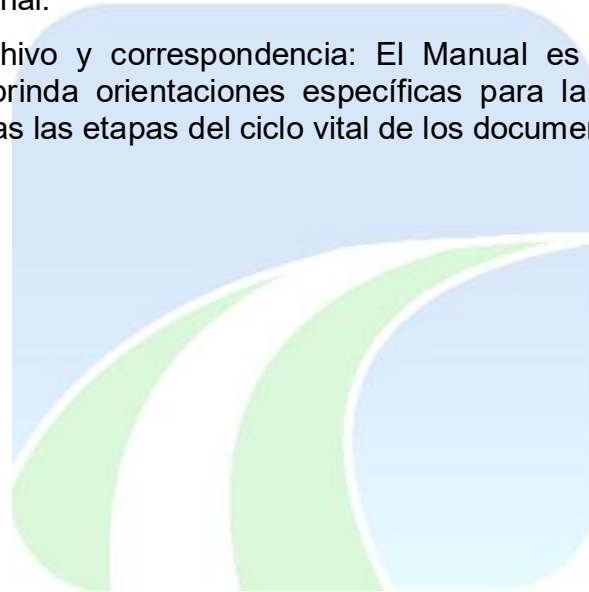 nal.
hivo y correspondencia: El Manual es
brinda orientaciones específicas para la
as las etapas del ciclo vital de los documen